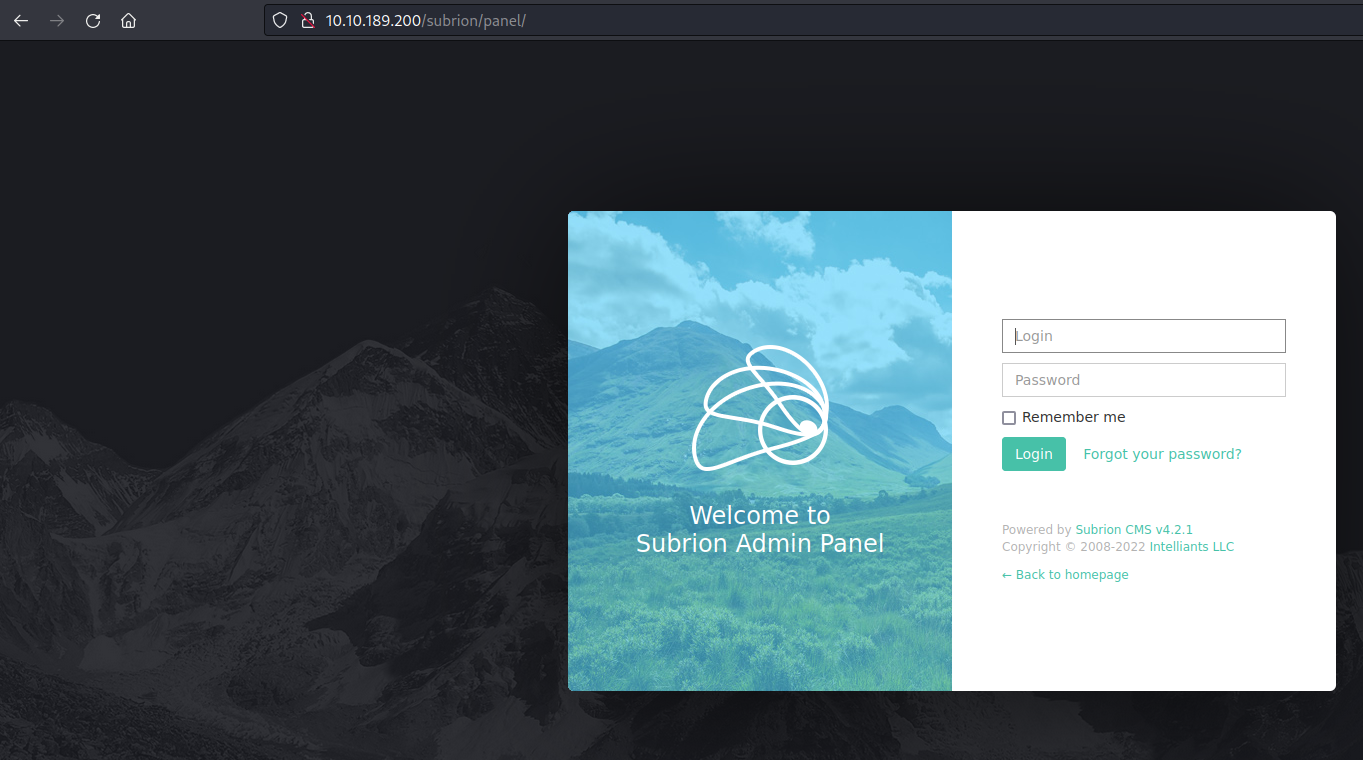 10.10.189.200/subrion/panel/
Welcome to
Subrion Admin Panel
Login
Password
Remember me
Login Forgot your password?
Powered by Subrion CMS v4.2.1
Copyright © 2008-2022 Intelliants LLC
← Back to homepage